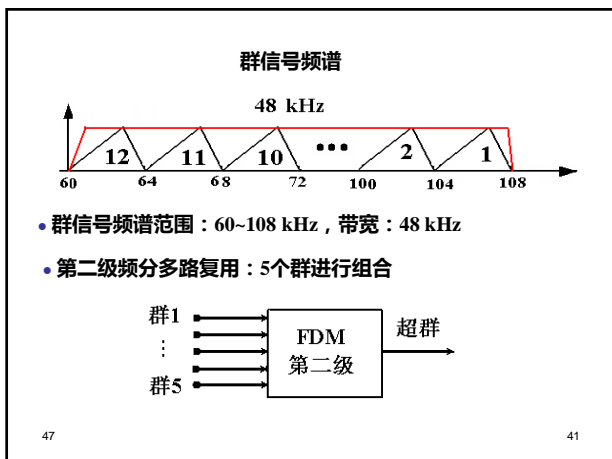 群信号频谱
48 kHz
12 11 10 ••• 2 1
60 64 68 72 100 104 108
• 群信号频谱范围：60~108 kHz，带宽：48 kHz
• 第二级频分多路复用：5个群进行组合
群1
⋮
群5
FDM
第二级
超群
47 41